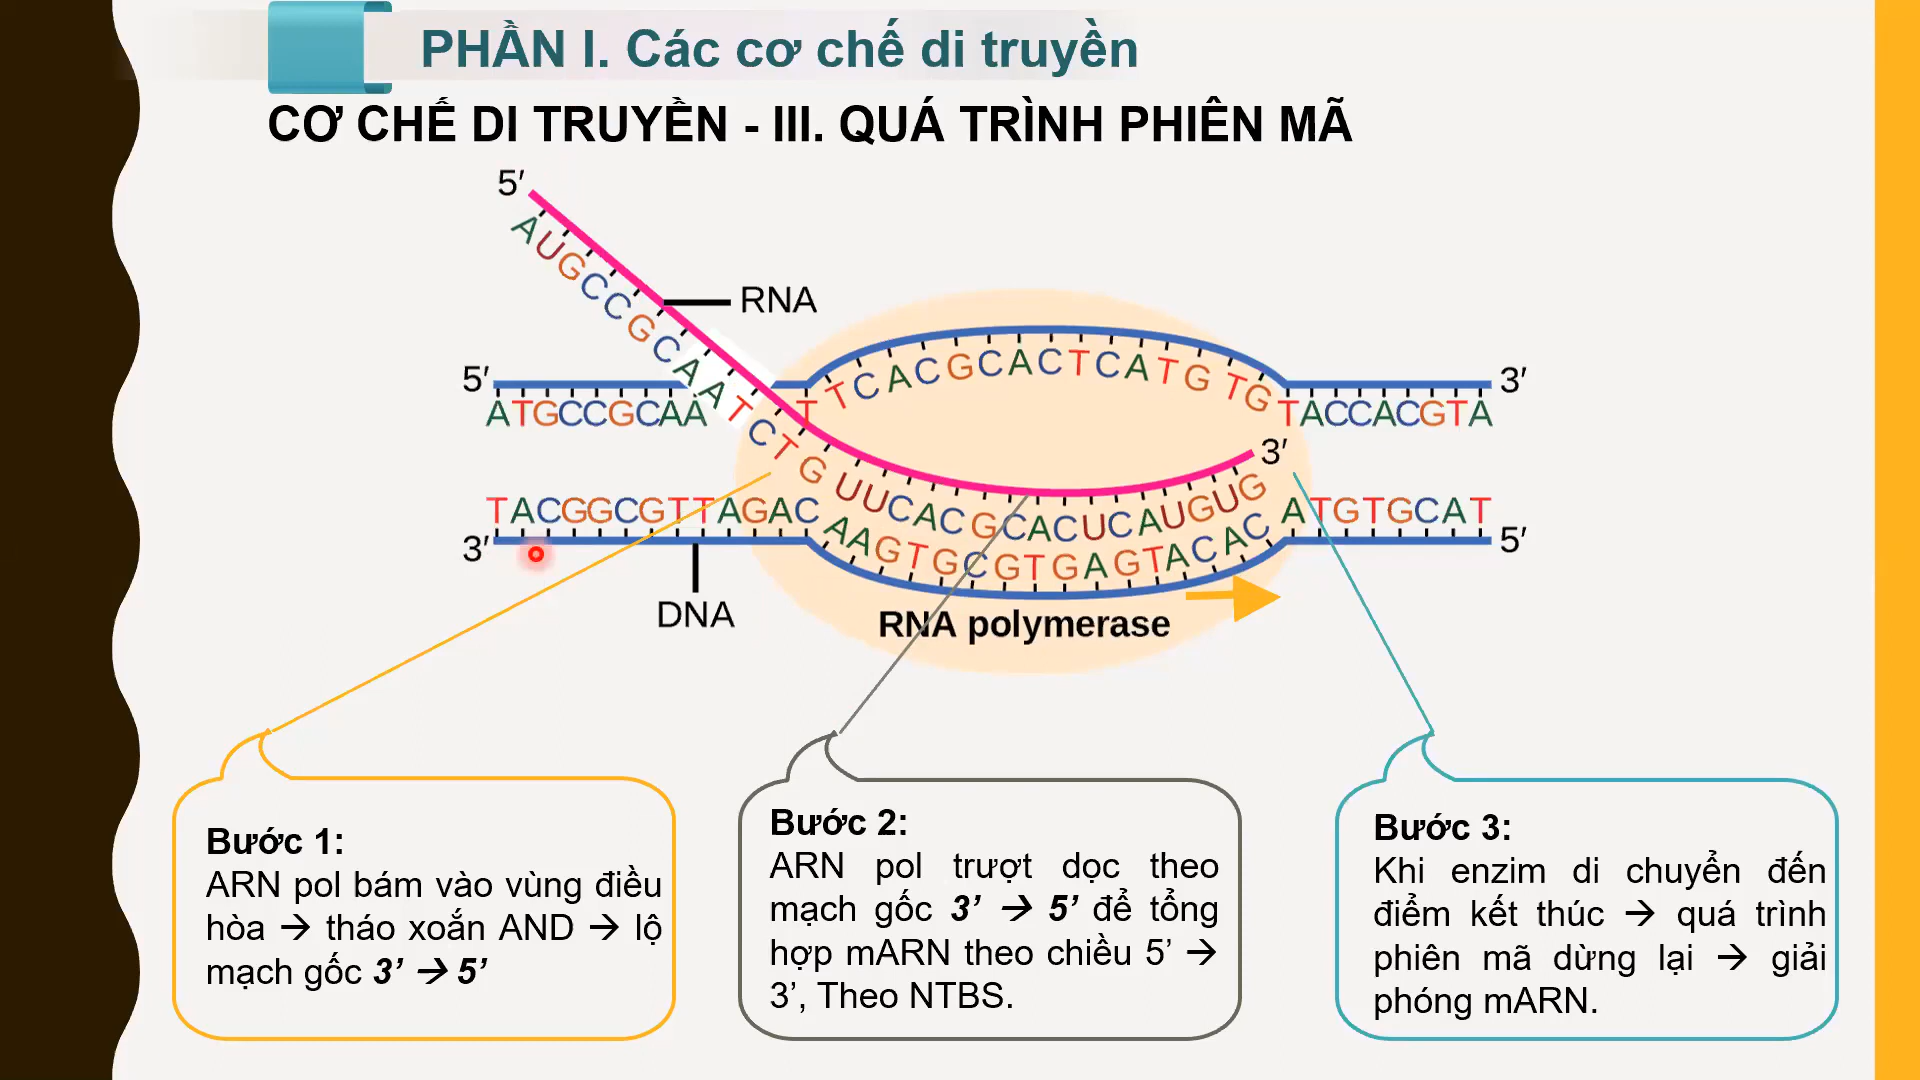 PHẦN I. Các cơ chế di truyền
CƠ CHẾ DI TRUYỀN - III. QUÁ TRÌNH PHIÊN MÃ
5'
AUGCCGCAATCTGUUCACGCACUCAUGUG
RNA
3'
5'
ATGCCGCAA
TTCACGCACTCATGTG
TACCACGTA
3'
TACGGCGTTAGAC
AAGTGCGTGAGTACAC
ATGTGCAT
3'
5'
DNA
RNA polymerase
Bước 1:
ARN pol bám vào vùng điều
hòa → tháo xoắn AND → lộ
mạch gốc 3’ → 5’
Bước 2:
ARN pol trượt dọc theo
mạch gốc 3’ → 5’ để tổng
hợp mARN theo chiều 5’ →
3’, Theo NTBS.
Bước 3:
Khi enzim di chuyển đến
điểm kết thúc → quá trình
phiên mã dừng lại → giải
phóng mARN.